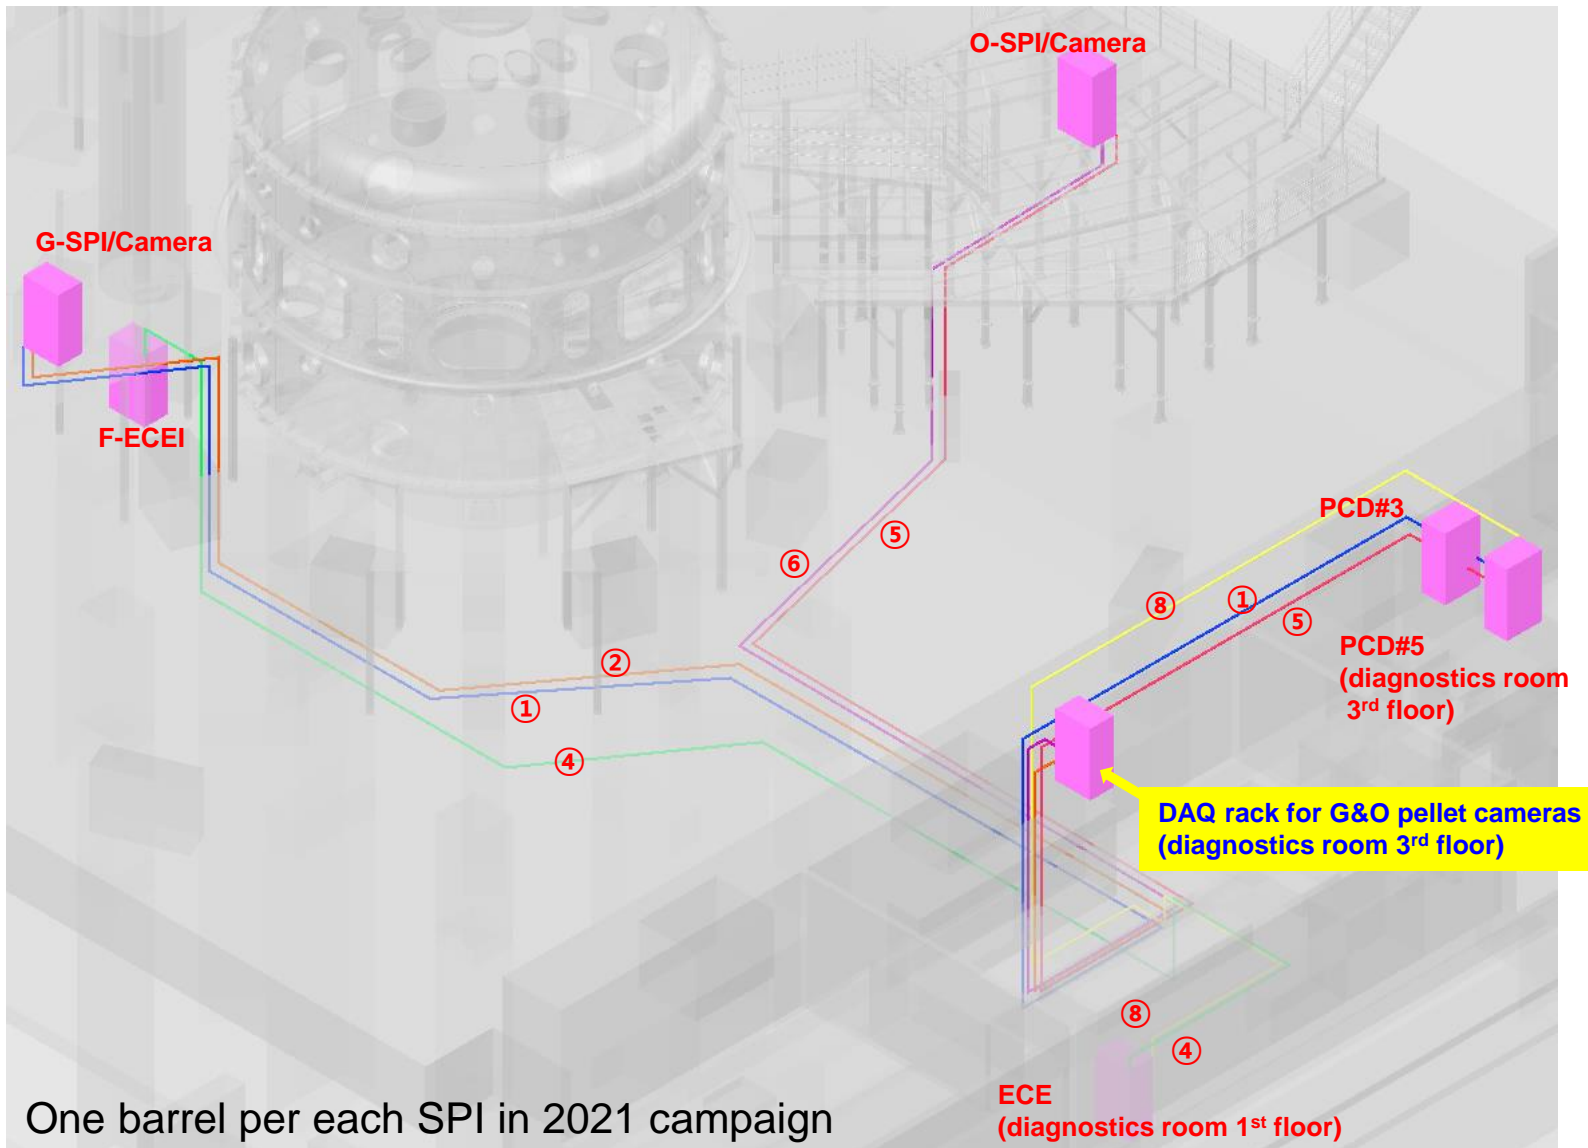 O-SPI/Camera
G-SPI/Camera
F-ECEI
PCD#3
⑤
⑥
⑧
①
⑤
PCD#5
(diagnostics room
3rd floor)
②
①
④
DAQ rack for G&O pellet cameras
(diagnostics room 3rd floor)
⑧
④
ECE
(diagnostics room 1st floor)
One barrel per each SPI in 2021 campaign